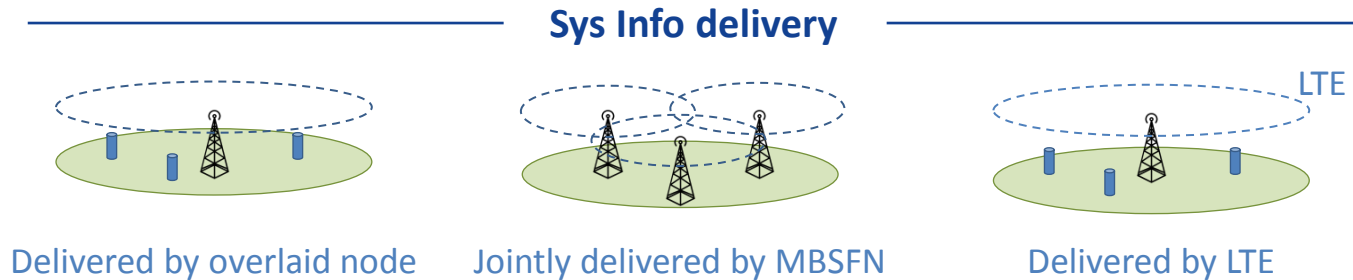 Sys Info delivery
LTE
Delivered by overlaid node
Jointly delivered by MBSFN
Delivered by LTE